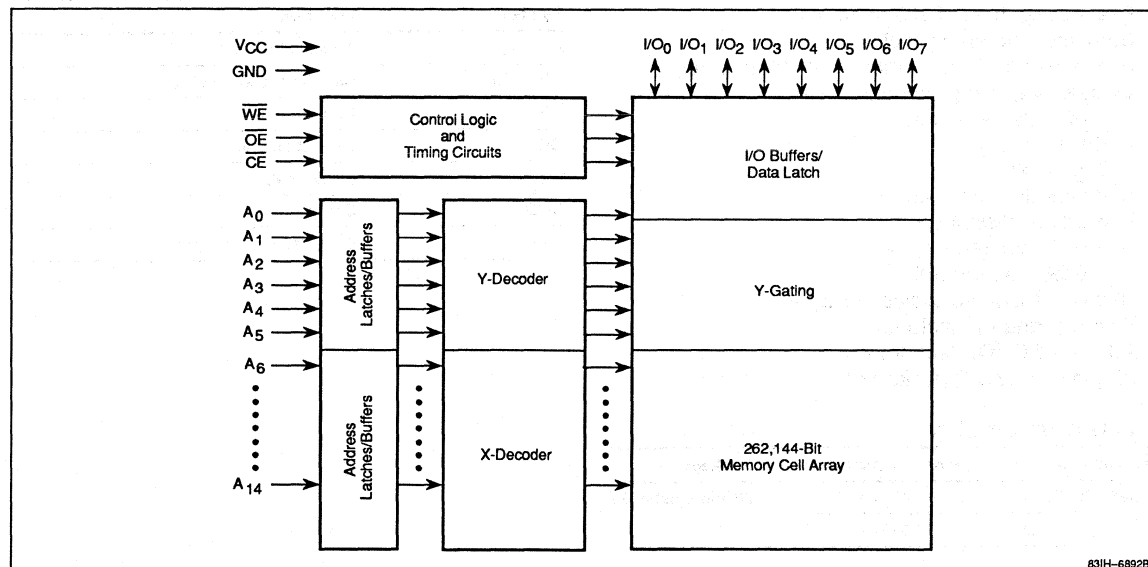 VCC
GND
WE
OE
CE
Control Logic
and
Timing Circuits
I/O0 I/O1 I/O2 I/O3 I/O4 I/O5 I/O6 I/O7
I/O Buffers/
Data Latch
A0
A1
A2
A3
A4
A5
Address
Latches/Buffers
Y-Decoder
Y-Gating
A6
A14
Address
Latches/Buffers
X-Decoder
262,144-Bit
Memory Cell Array
83IH-6892B